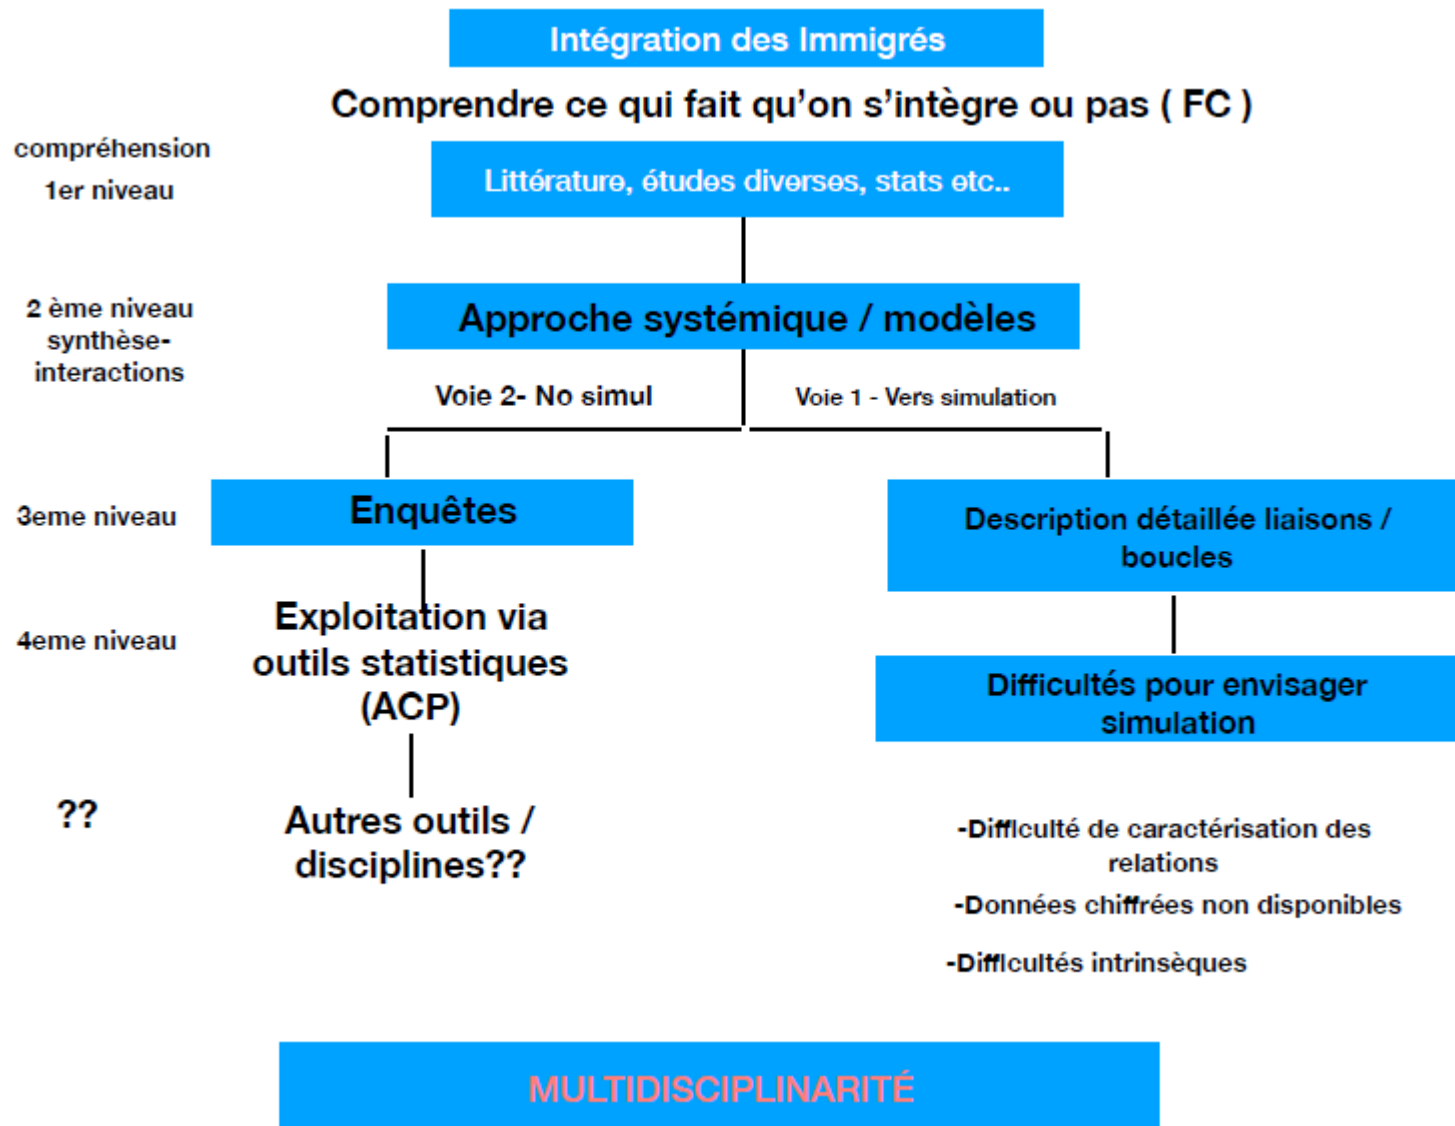 Intégration des Immigrés
Comprendre ce qui fait qu’on s’intègre ou pas ( FC )
compréhension
1er niveau
Littérature, études diverses, stats etc..
2 ème niveau
synthèse-
interactions
Approche systémique / modèles
Voie 2- No simul
Voie 1 - Vers simulation
3eme niveau
Enquêtes
Description détaillée liaisons /
boucles
4eme niveau
Exploitation via
outils statistiques
(ACP)
Difficultés pour envisager
simulation
??
Autres outils /
disciplines??
-Difficulté de caractérisation des
relations
-Données chiffrées non disponibles
-Difficultés intrinsèques
MULTIDISCIPLINARITÉ